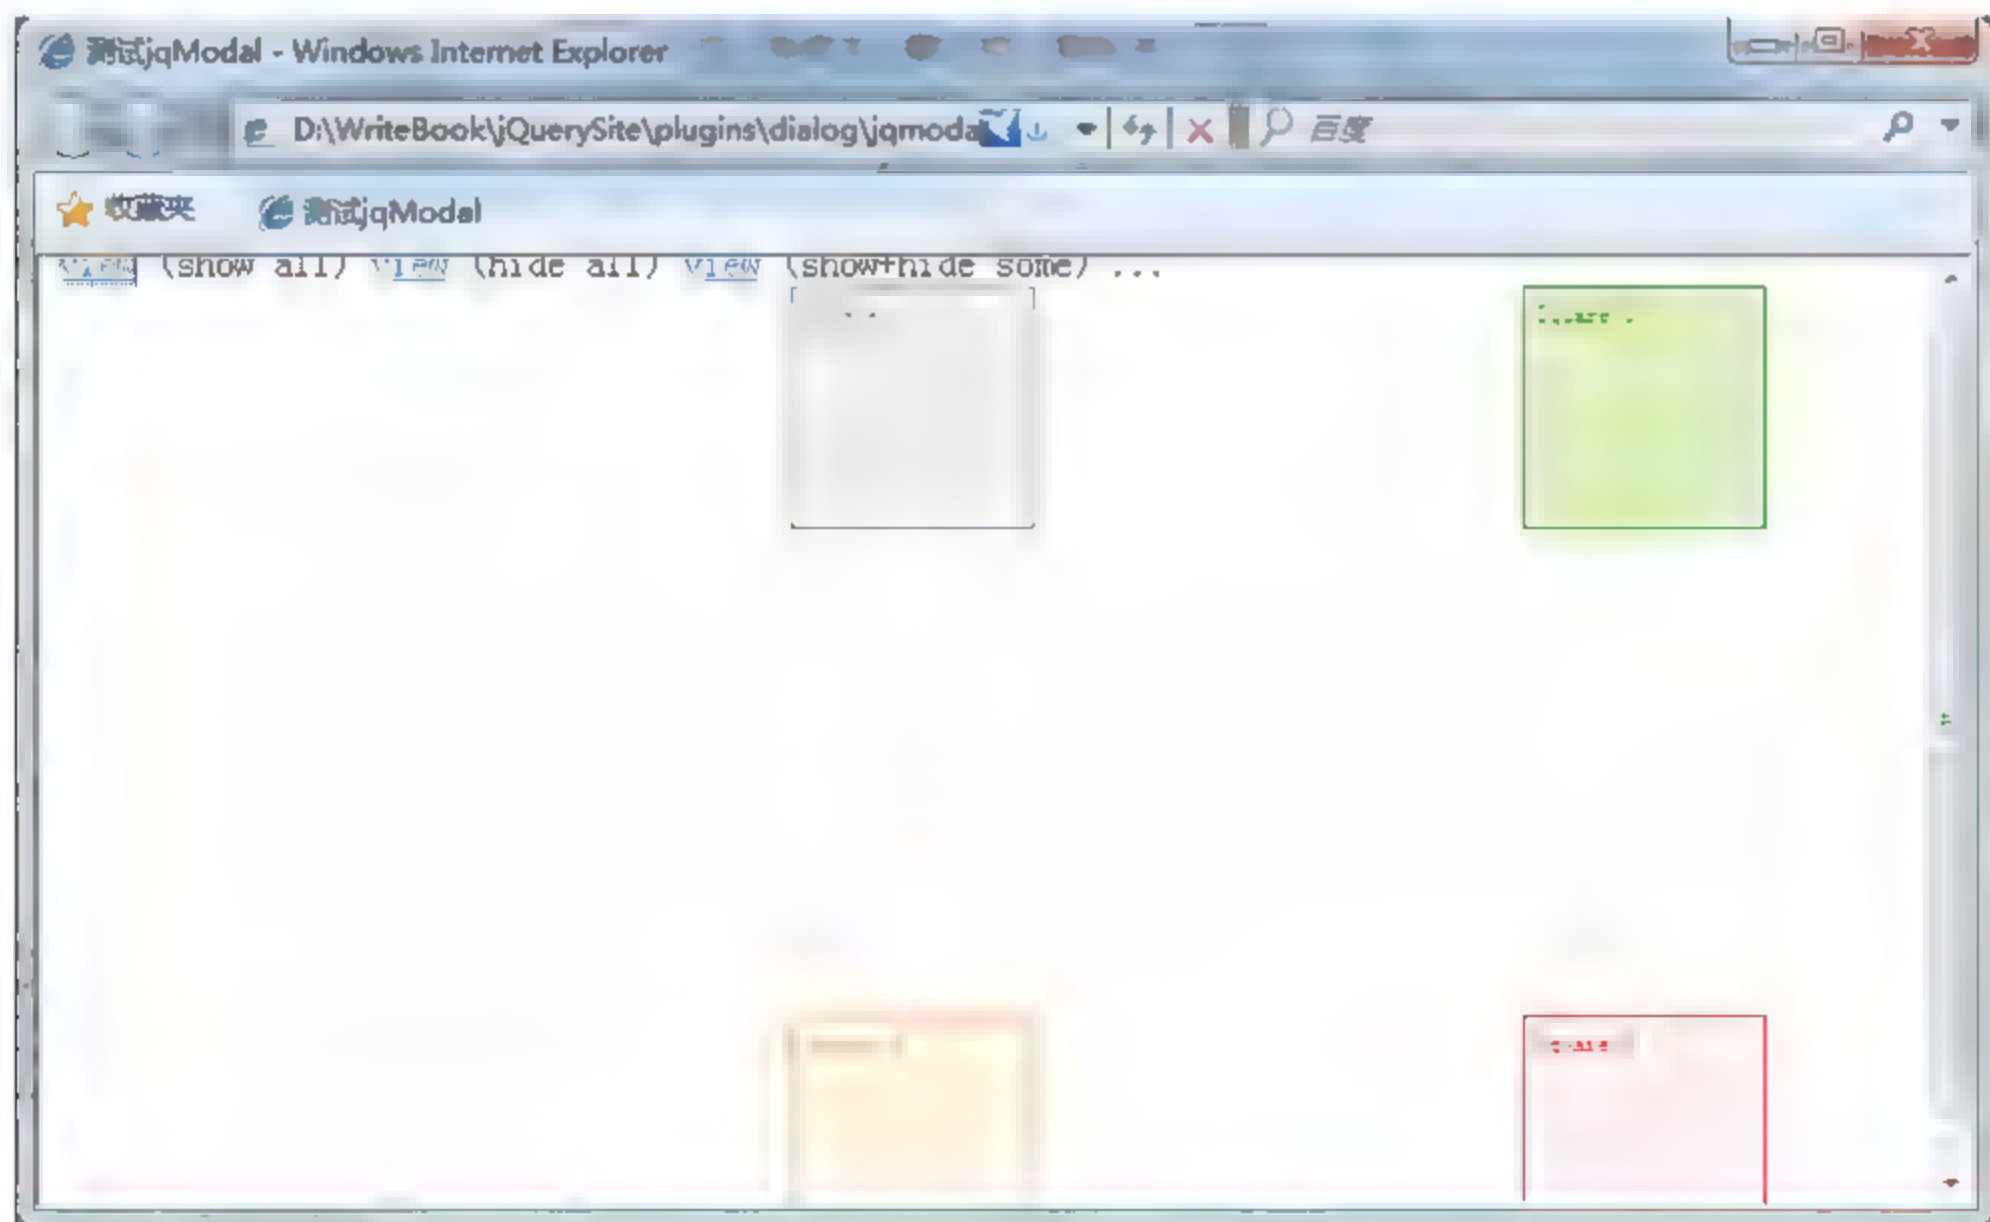 测试jqModal - Windows Internet Explorer
D:\WriteBook\jQuerySite\plugins\dialog\jqmoda
百度
收藏夹
测试jqModal
view (show all) view (hide all) view (show+hide some) ...